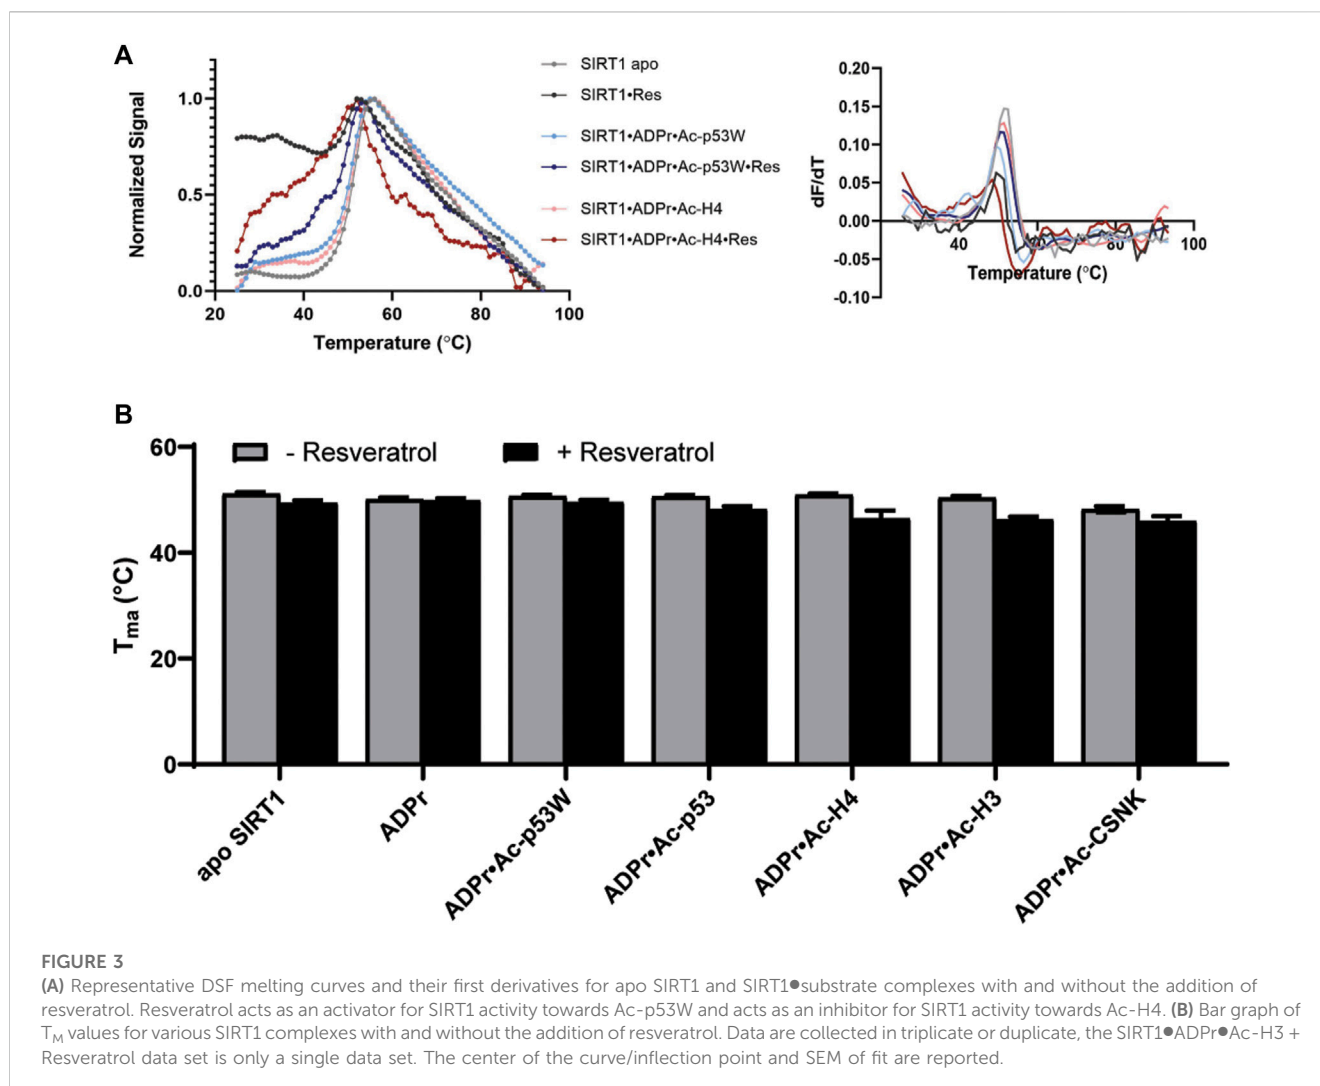 A
Normalized Signal
1.0
0.5
0.0
20 40 60 80 100
Temperature (°C)
SIRT1 apo
SIRT1•Res
SIRT1•ADPr•Ac-p53W
SIRT1•ADPr•Ac-p53W•Res
SIRT1•ADPr•Ac-H4
SIRT1•ADPr•Ac-H4•Res
dF/dT
0.20
0.15
0.10
0.05
0.00
-0.05
-0.10
40 60 80 100
Temperature (°C)
B
- Resveratrol + Resveratrol
Tma (°C)
60
40
20
0
apo SIRT1
ADPr
ADPr•Ac-p53W
ADPr•Ac-p53
ADPr•Ac-H4
ADPr•Ac-H3
ADPr•Ac-CSNK
FIGURE 3
(A) Representative DSF melting curves and their first derivatives for apo SIRT1 and SIRT1●substrate complexes with and without the addition of
resveratrol. Resveratrol acts as an activator for SIRT1 activity towards Ac-p53W and acts as an inhibitor for SIRT1 activity towards Ac-H4. (B) Bar graph of
TM values for various SIRT1 complexes with and without the addition of resveratrol. Data are collected in triplicate or duplicate, the SIRT1●ADPr●Ac-H3 +
Resveratrol data set is only a single data set. The center of the curve/inflection point and SEM of fit are reported.